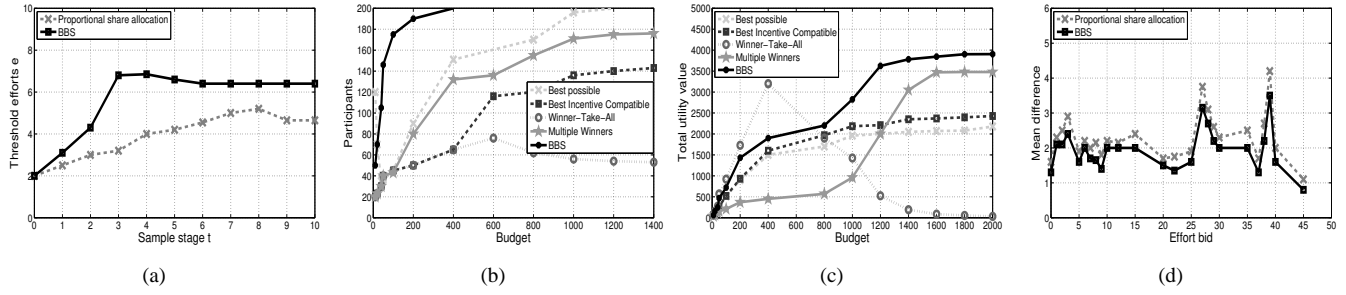 Threshold efforts e
10
8
6
4
2
0
Proportional share allocation
BBS
0 1 2 3 4 5 6 7 8 9 10
Sample stage t
(a)
Participants
200
180
160
140
120
100
80
60
40
20
0
Best possible
Best Incentive Compatible
Winner−Take−All
Multiple Winners
BBS
0 200 400 600 800 1000 1200 1400
Budget
(b)
Total utility value
5000
4500
4000
3500
3000
2500
2000
1500
1000
500
0
Best possible
Best Incentive Compatible
Winner−Take−All
Multiple Winners
BBS
0 200 400 600 800 1000 1200 1400 1600 1800 2000
Budget
(c)
Mean difference
6
5
4
3
2
1
0
Proportional share allocation
BBS
0 5 10 15 20 25 30 35 40 45 50
Effort bid
(d)